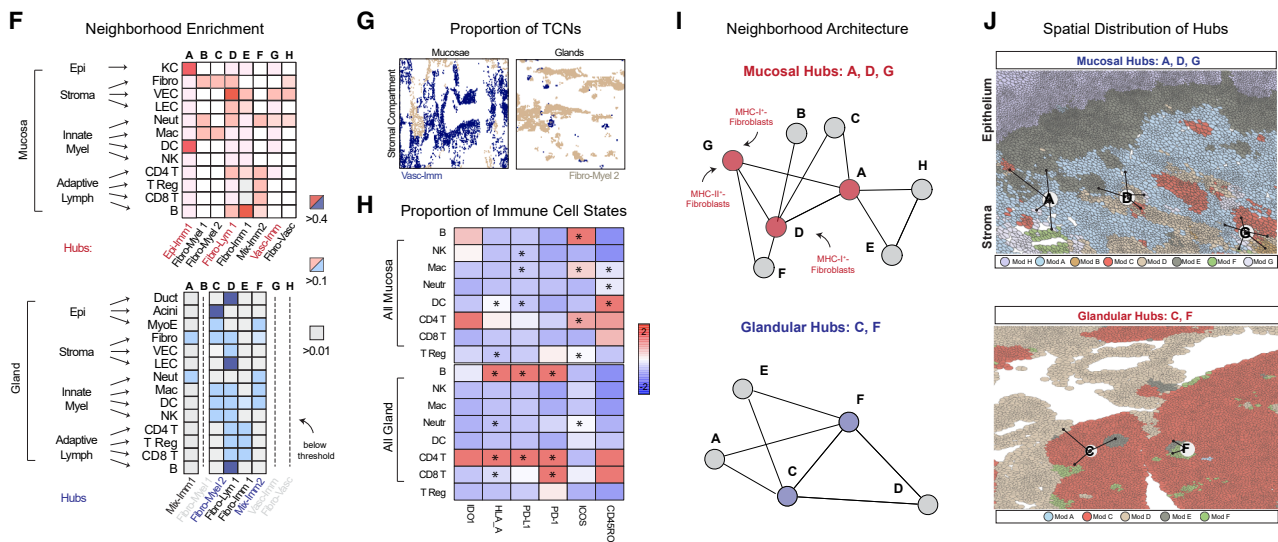 F
Neighborhood Enrichment
A B C D E F G H
Mucosa
Epi
Stroma
Innate
Myel
Adaptive
Lymph
KC
Fibro
VEC
LEC
Neut
Mac
DC
NK
CD4 T
T Reg
CD8 T
B
Hubs:
Epi-Imm1
Fibro-Myel 1
Fibro-Myel 2
Fibro-Lym 1
Fibro-Imm 1
Mix-Imm2
Vasc-Imm
Fibro-Vasc
>0.4
>0.1
>0.01
A B C D E F G H
Gland
Epi
Stroma
Innate
Myel
Adaptive
Lymph
Duct
Acini
MyoE
Fibro
VEC
LEC
Neut
Mac
DC
NK
CD4 T
T Reg
CD8 T
B
below
threshold
Hubs
Mix-Imm1
Fibro-Myel 1
Fibro-Myel 2
Fibro-Lym 1
Fibro-Imm 1
Mix-Imm2
Vasc-Imm
Fibro-Vasc
G
Proportion of TCNs
Mucosae
Glands
Stromal Compartment
Vasc-Imm
Fibro-Myel 2
H
Proportion of Immune Cell States
All Mucosa
B
NK
Mac
Neutr
DC
CD4 T
CD8 T
T Reg
All Gland
B
NK
Mac
Neutr
DC
CD4 T
CD8 T
T Reg
* * * * * * * * * * * * * * * * * * * * * *
IDO1
HLA_A
PD-L1
PD-1
ICOS
CD45RO
2
-2
I
Neighborhood Architecture
Mucosal Hubs: A, D, G
MHC-I⁺-
Fibroblasts
B
C
G
A
H
MHC-II⁺-
Fibroblasts
D
E
F
MHC-I⁺-
Fibroblasts
Glandular Hubs: C, F
E
F
A
C
D
J
Spatial Distribution of Hubs
Mucosal Hubs: A, D, G
Epithelium
Stroma
A
D
G
Mod H
Mod A
Mod B
Mod C
Mod D
Mod E
Mod F
Mod G
Glandular Hubs: C, F
C
F
Mod A
Mod C
Mod D
Mod E
Mod F